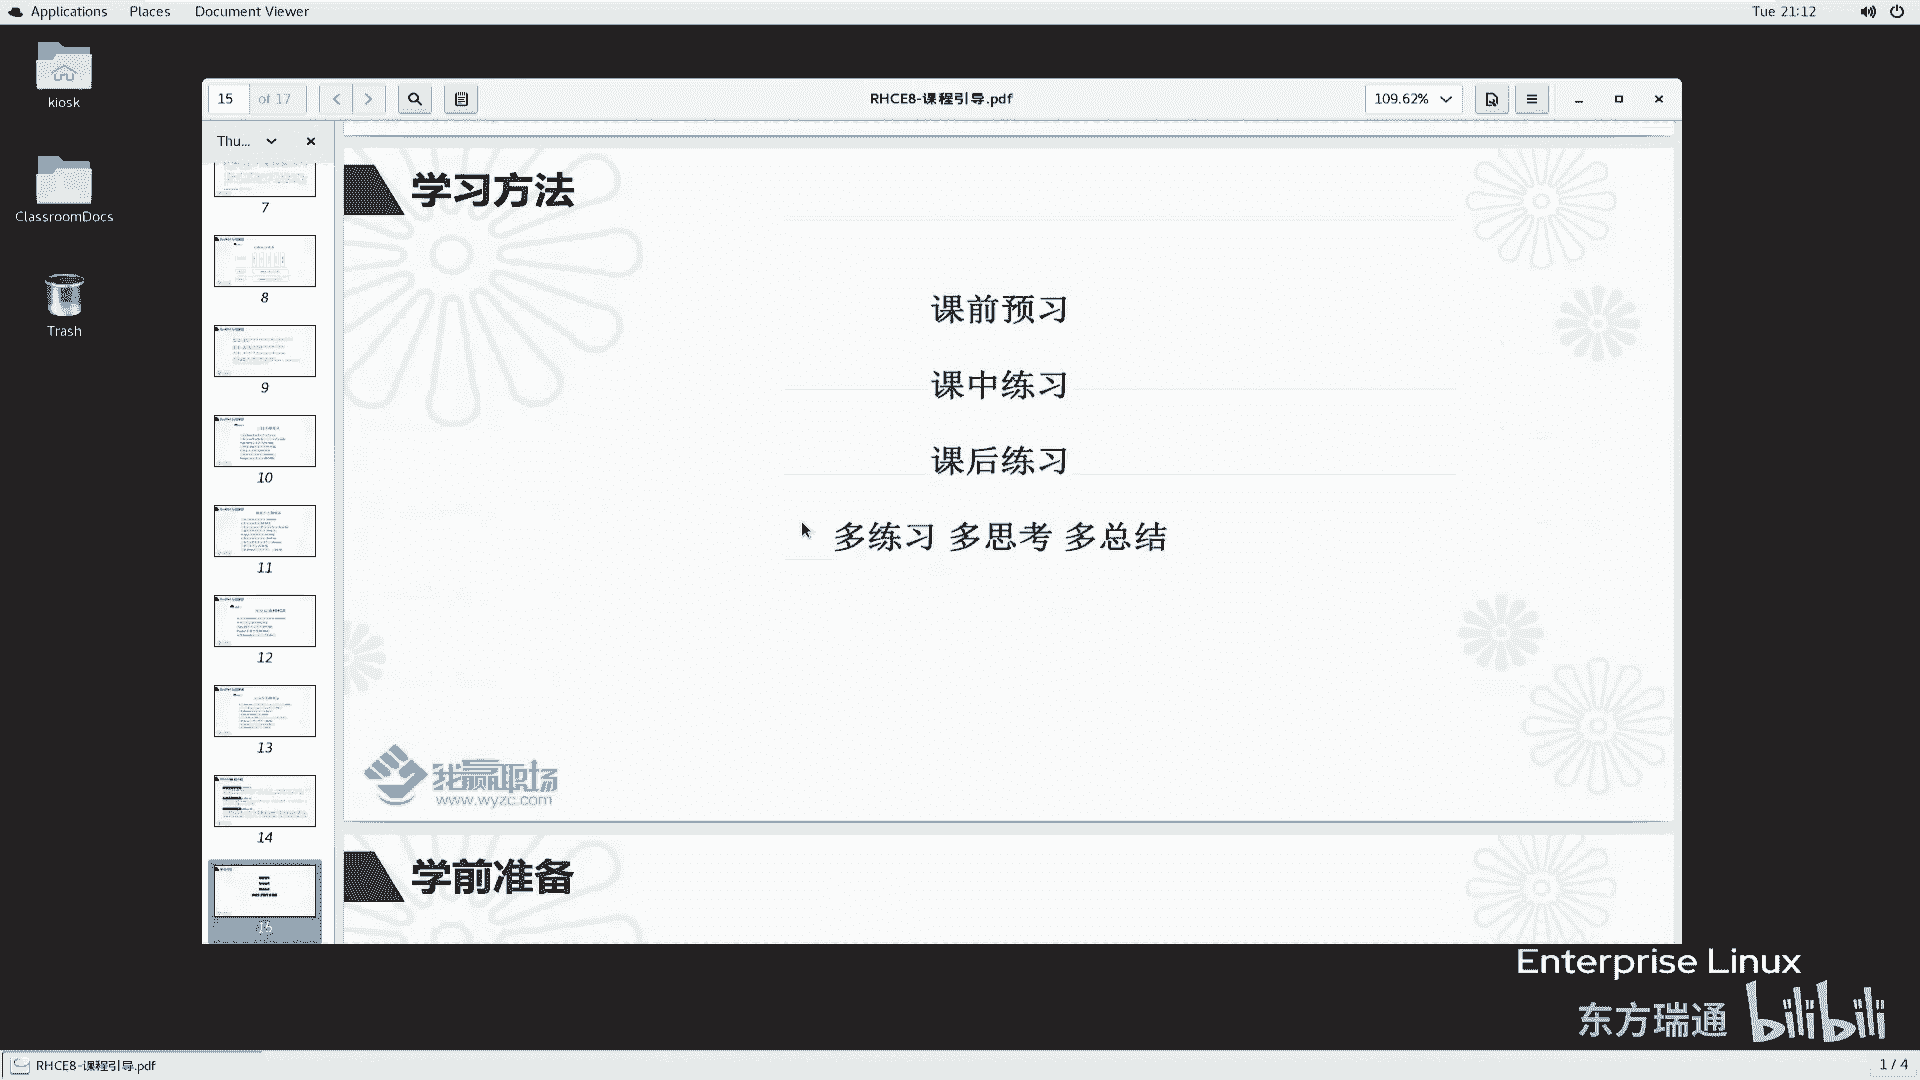 Applications Places Document Viewer Tue 21:12
kiosk
ClassroomDocs
Trash
15 of 17 RHCE8-课程引导.pdf 109.62%
Thu...
7
8
9
10
11
12
13
14
15
学习方法
课前预习
课中练习
课后练习
多练习 多思考 多总结
我赢职场
www.wyzc.com
学前准备
Enterprise Linux
东方瑞通 bilibili
RHCE8-课程引导.pdf 1 / 4